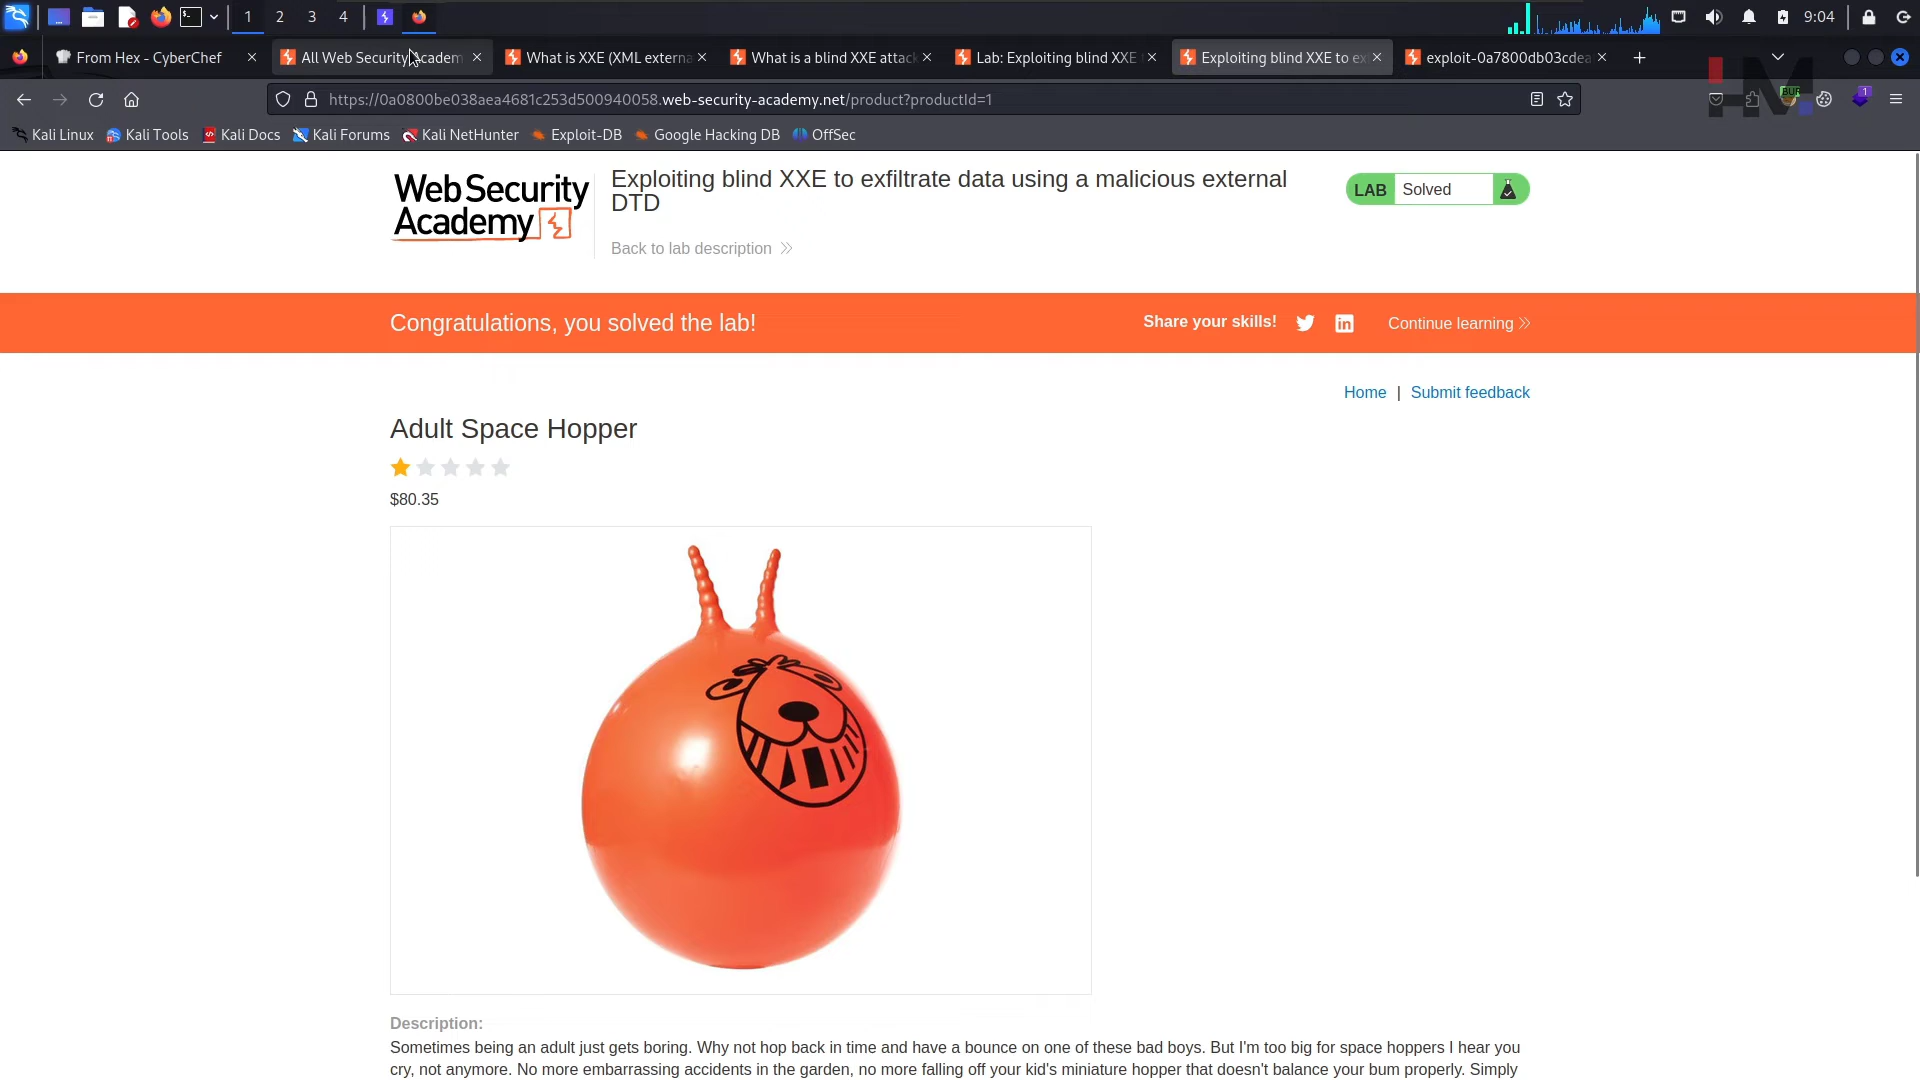 1 2 3 4 9:04
From Hex - CyberChef
All Web Security Academ
What is XXE (XML externa
What is a blind XXE attack
Lab: Exploiting blind XXE
Exploiting blind XXE to ex
exploit-0a7800db03cdea
https://0a0800be038aea4681c253d500940058.web-security-academy.net/product?productId=1
BUR
1
HM
Kali Linux Kali Tools Kali Docs Kali Forums Kali NetHunter Exploit-DB Google Hacking DB OffSec
WebSecurity
Academy
Exploiting blind XXE to exfiltrate data using a malicious external
DTD
LAB Solved
Back to lab description
Congratulations, you solved the lab!
Share your skills!
Continue learning
Home | Submit feedback
Adult Space Hopper
$80.35
Description:
Sometimes being an adult just gets boring. Why not hop back in time and have a bounce on one of these bad boys. But I'm too big for space hoppers I hear you
cry, not anymore. No more embarrassing accidents in the garden, no more falling off your kid's miniature hopper that doesn't balance your bum properly. Simply